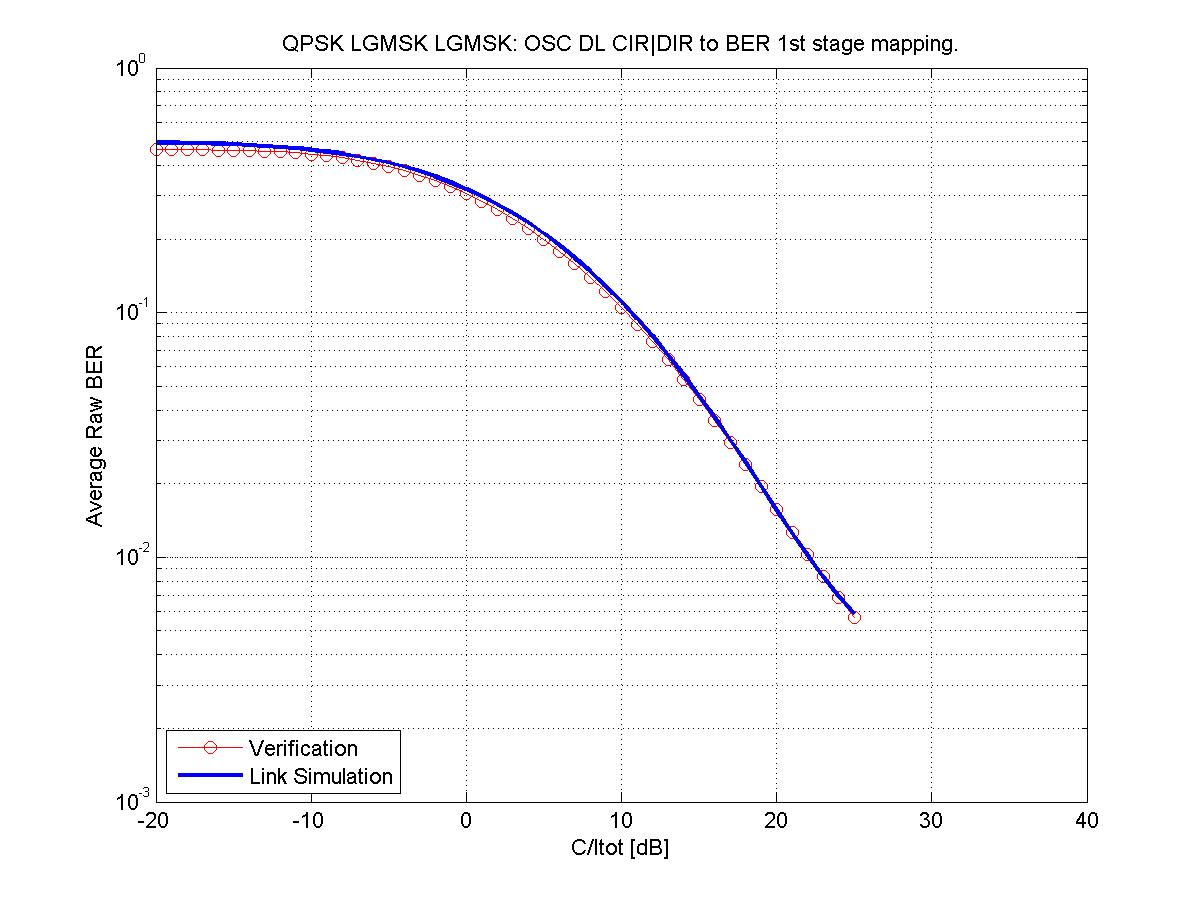 QPSK LGMSK LGMSK: OSC DL CIR|DIR to BER 1st stage mapping.
10^0
10^-1
10^-2
10^-3
Average Raw BER
Verification
Link Simulation
-20 -10 0 10 20 30 40
C/Itot [dB]